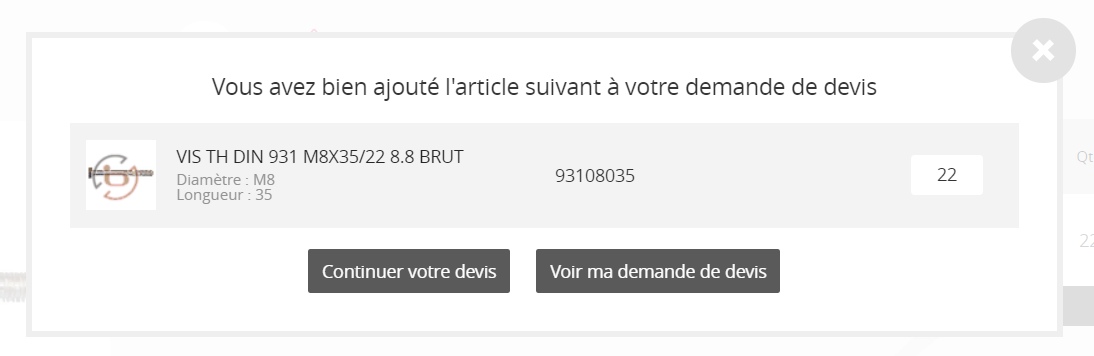 Vous avez bien ajouté l'article suivant à votre demande de devis
VIS TH DIN 931 M8X35/22 8.8 BRUT
Diamètre : M8
Longueur : 35
93108035
22
Continuer votre devis
Voir ma demande de devis